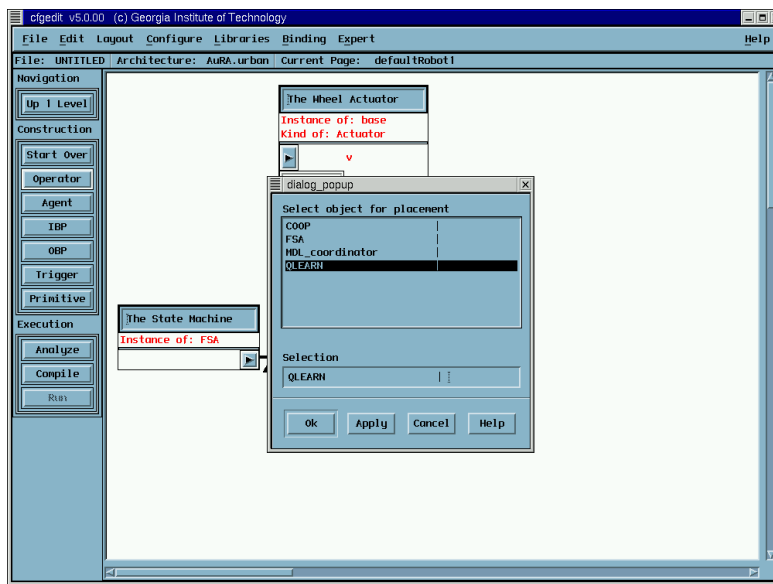 cfgedit v5.0.00 (c) Georgia Institute of Technology
File Edit Layout Configure Libraries Binding Expert Help
File: UNTITLED Architecture: AuRA.urban Current Page: defaultRobot1
Navigation
Up 1 Level
Construction
Start Over
Operator
Agent
IBP
OBP
Trigger
Primitive
Execution
Analyze
Compile
Run
The Wheel Actuator
Instance of: base
Kind of: Actuator
v
The State Machine
Instance of: FSA
dialog_popup
Select object for placement
COOP |
FSA |
MDL_coordinator |
QLEARN |
Selection
QLEARN |
Ok Apply Cancel Help